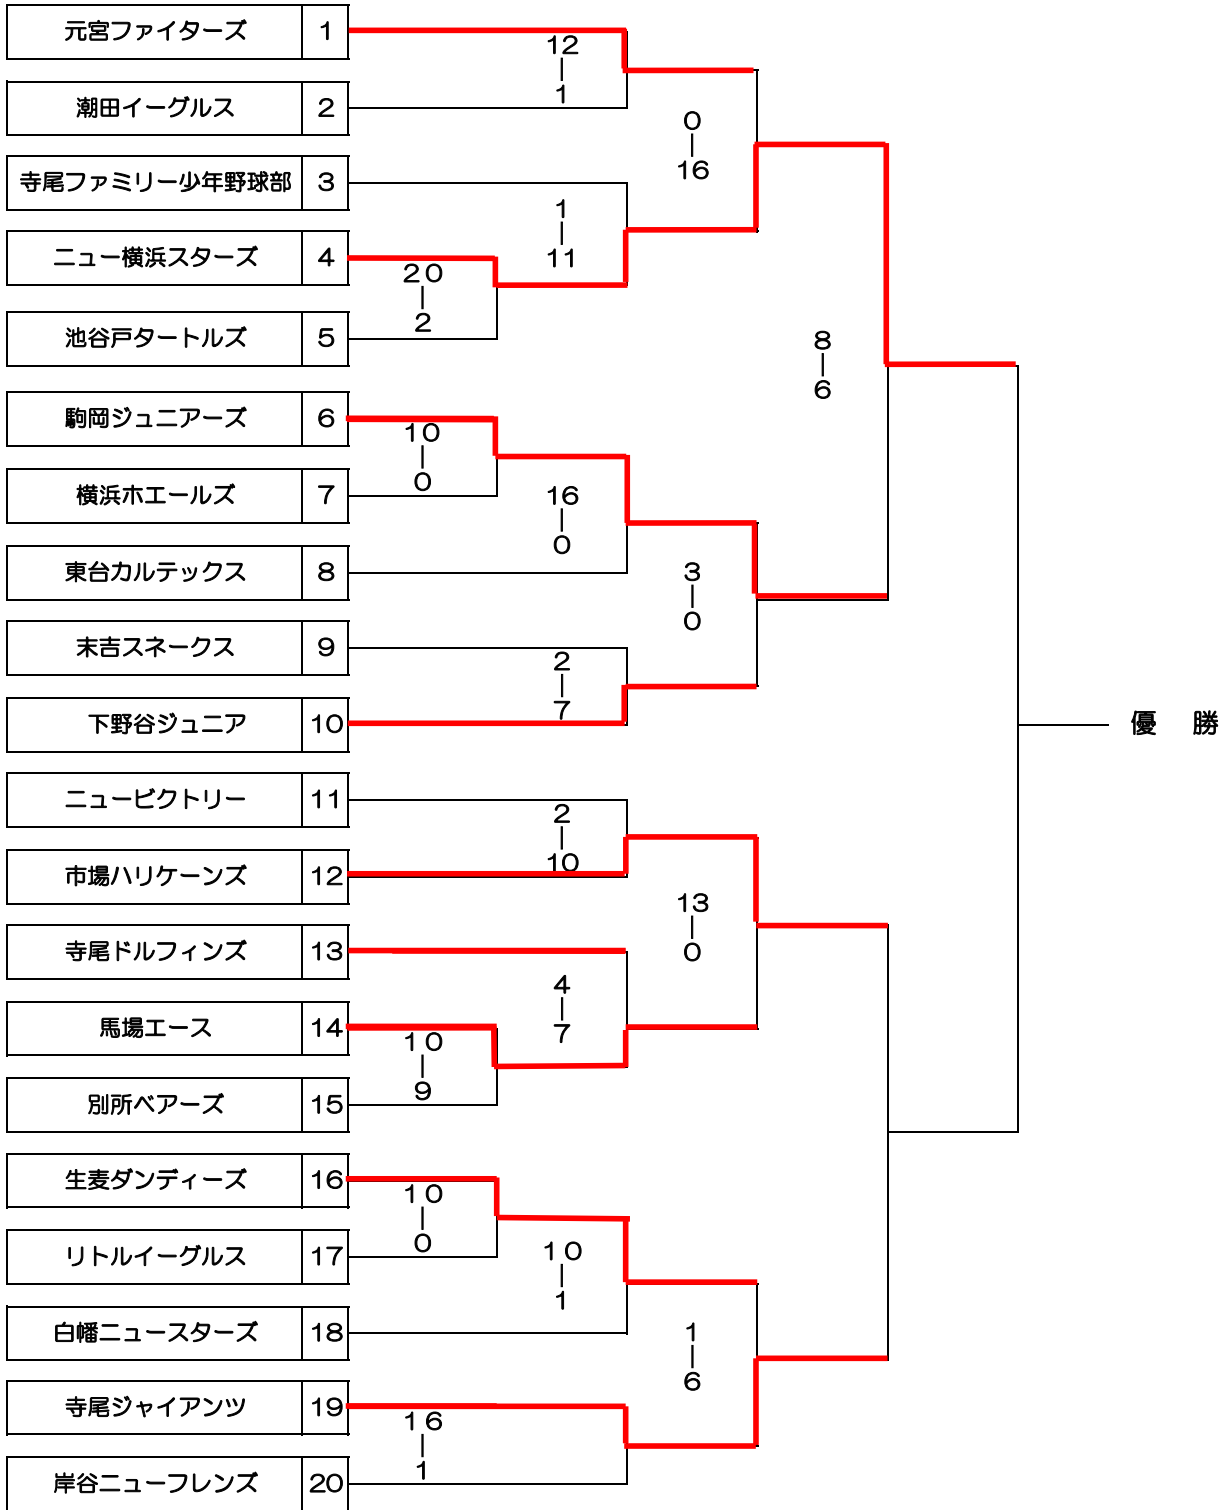 元宮ファイターズ 1
12
|
1
潮田イーグルス 2
0
|
16
寺尾ファミリー少年野球部 3
1
|
11
ニュー横浜スターズ 4
20
|
2
池谷戸タートルズ 5
8
|
6
駒岡ジュニアーズ 6
10
|
0
横浜ホエールズ 7
16
|
0
東台カルテックス 8
3
|
0
末吉スネークス 9
2
|
7
下野谷ジュニア 10
優 勝
ニュービクトリー 11
2
|
10
市場ハリケーンズ 12
13
|
0
寺尾ドルフィンズ 13
4
|
7
馬場エース 14
10
|
9
別所ベアーズ 15
生麦ダンディーズ 16
10
|
0
リトルイーグルス 17
10
|
1
白幡ニュースターズ 18
1
|
6
寺尾ジャイアンツ 19
16
|
1
岸谷ニューフレンズ 20